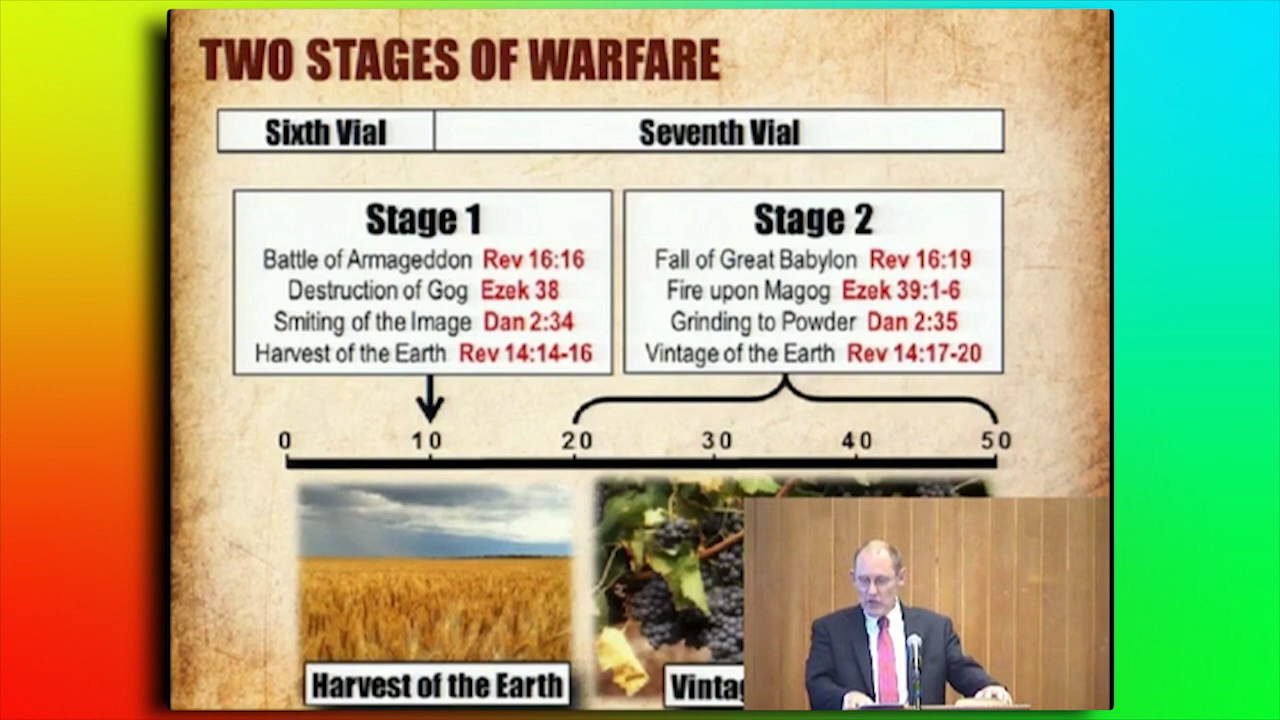 TWO STAGES OF WARFARE
Sixth Vial
Seventh Vial
Stage 1
Battle of Armageddon Rev 16:16
Destruction of Gog Ezek 38
Smiting of the Image Dan 2:34
Harvest of the Earth Rev 14:14-16
Stage 2
Fall of Great Babylon Rev 16:19
Fire upon Magog Ezek 39:1-6
Grinding to Powder Dan 2:35
Vintage of the Earth Rev 14:17-20
0 10 20 30 40 50
Harvest of the Earth